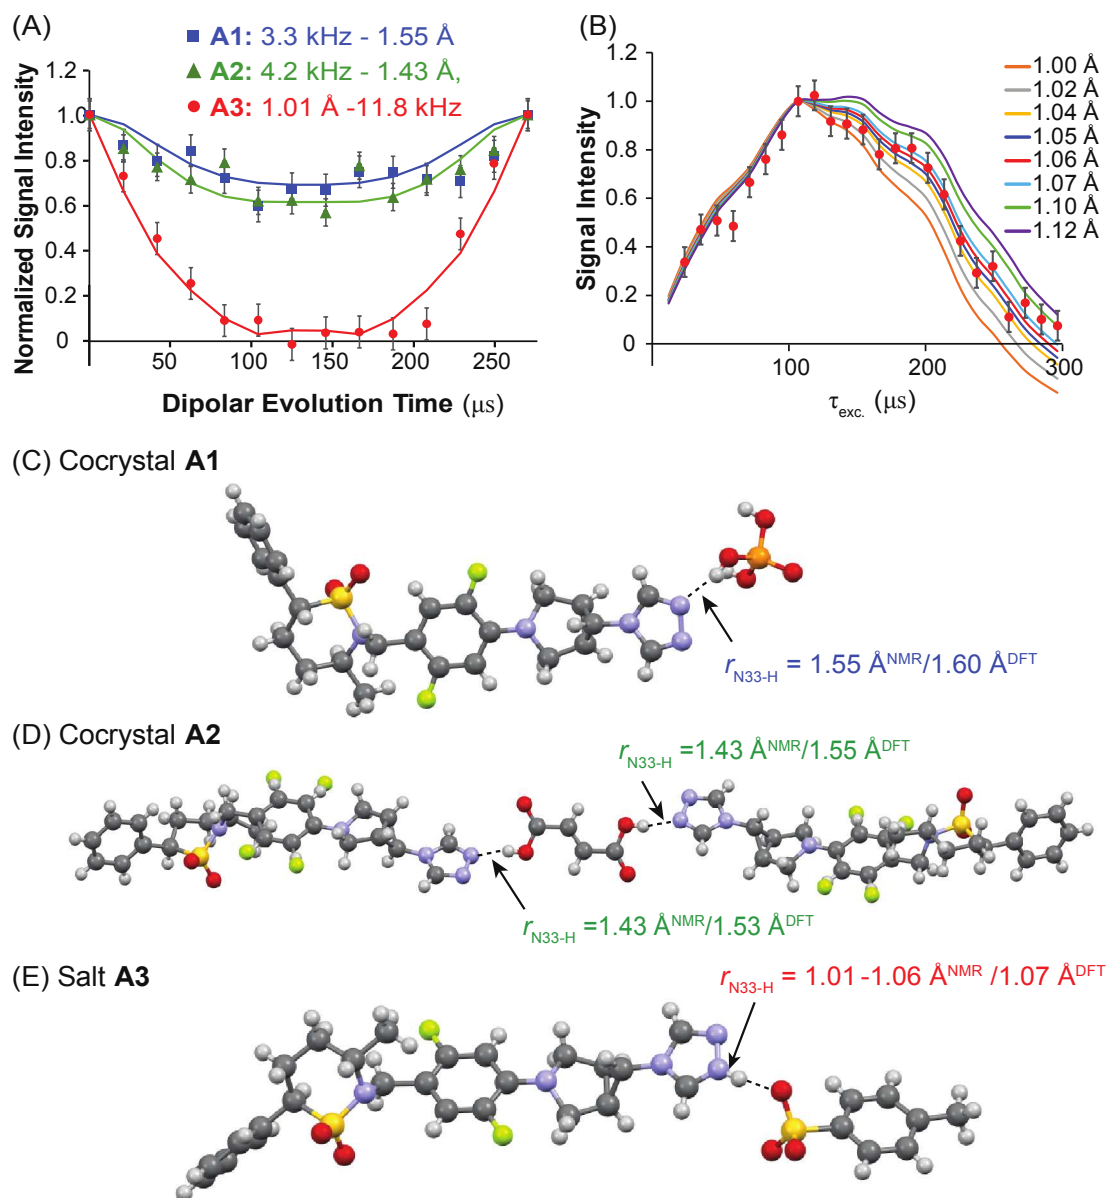 (A)
A1: 3.3 kHz - 1.55 Å
A2: 4.2 kHz - 1.43 Å,
A3: 1.01 Å -11.8 kHz
Normalized Signal Intensity
1.2
1.0
0.8
0.6
0.4
0.2
0
50
100
150
200
250
Dipolar Evolution Time (μs)
(B)
Signal Intensity
1.2
1.0
0.8
0.6
0.4
0.2
0
100
200
300
τexc. (μs)
1.00 Å
1.02 Å
1.04 Å
1.05 Å
1.06 Å
1.07 Å
1.10 Å
1.12 Å
(C) Cocrystal A1
rN33-H = 1.55 ÅNMR/1.60 ÅDFT
(D) Cocrystal A2
rN33-H =1.43 ÅNMR/1.55 ÅDFT
rN33-H =1.43 ÅNMR/1.53 ÅDFT
(E) Salt A3
rN33-H = 1.01 -1.06 ÅNMR /1.07 ÅDFT